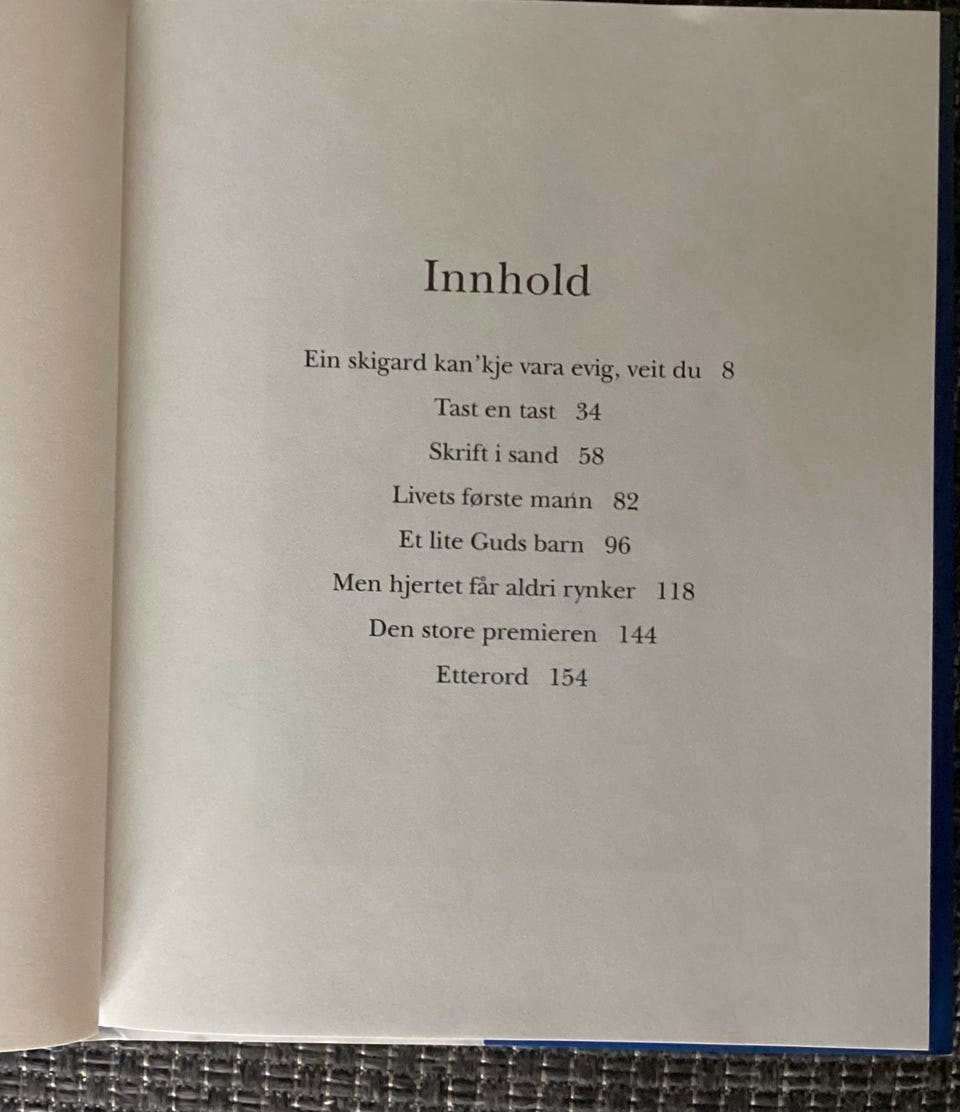 Innhold
Ein skigard kan'kje vara evig, veit du 8
Tast en tast 34
Skrift i sand 58
Livets første mann 82
Et lite Guds barn 96
Men hjertet får aldri rynker 118
Den store premieren 144
Etterord 154